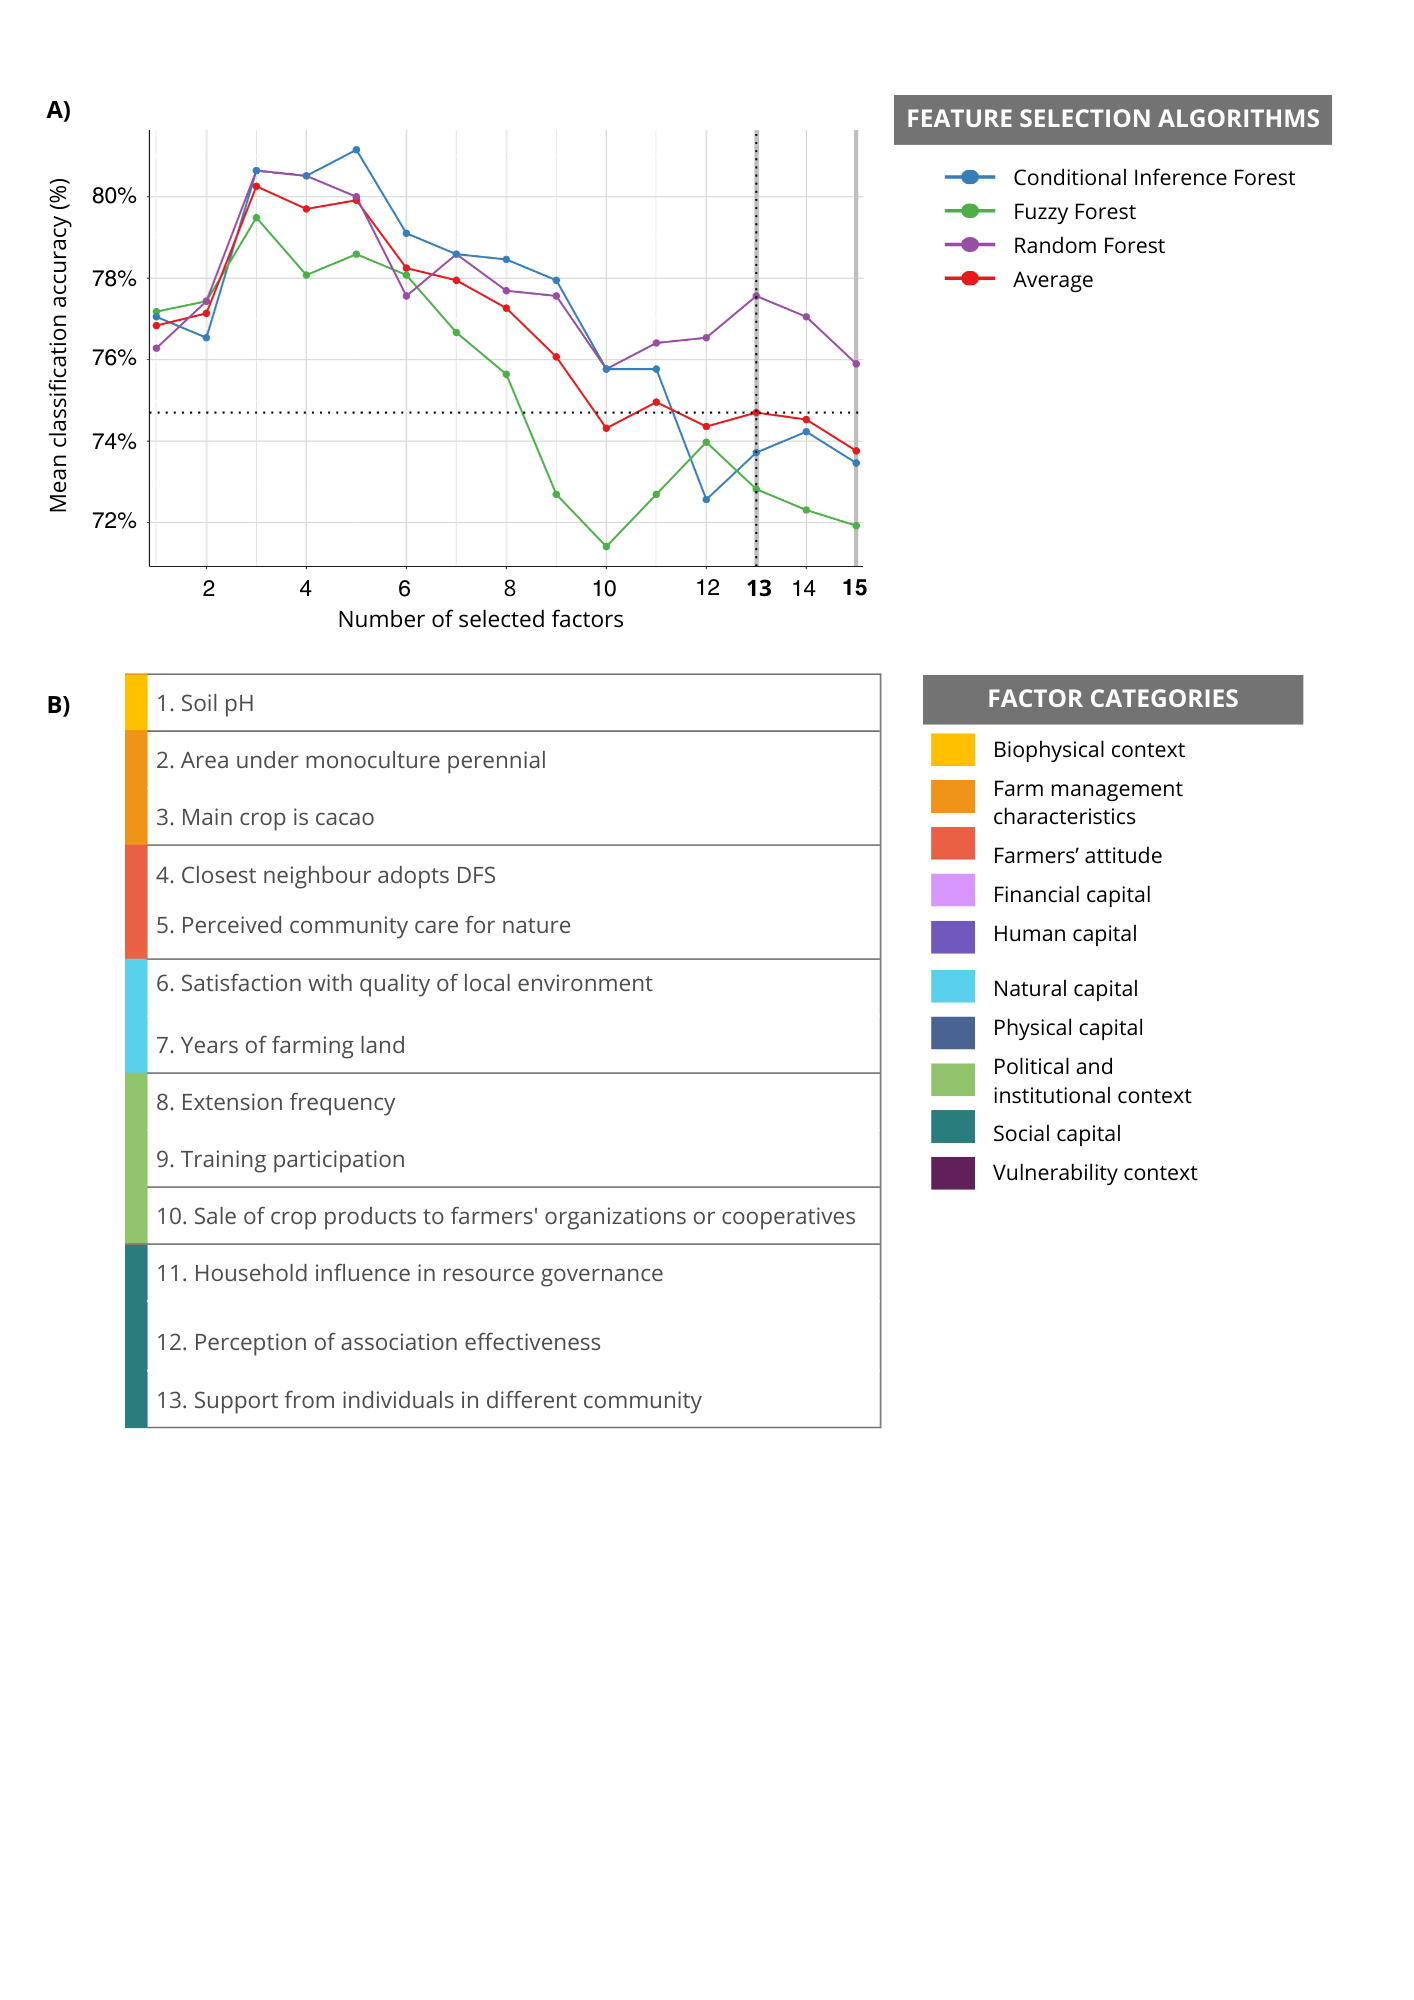 A)
FEATURE SELECTION ALGORITHMS
Conditional Inference Forest
Fuzzy Forest
Random Forest
Average
Mean classification accuracy (%)
80%
78%
76%
74%
72%
2 4 6 8 10 12 13 14 15
Number of selected factors
B)
1. Soil pH
2. Area under monoculture perennial
3. Main crop is cacao
4. Closest neighbour adopts DFS
5. Perceived community care for nature
6. Satisfaction with quality of local environment
7. Years of farming land
8. Extension frequency
9. Training participation
10. Sale of crop products to farmers' organizations or cooperatives
11. Household influence in resource governance
12. Perception of association effectiveness
13. Support from individuals in different community
FACTOR CATEGORIES
Biophysical context
Farm management
characteristics
Farmers’ attitude
Financial capital
Human capital
Natural capital
Physical capital
Political and
institutional context
Social capital
Vulnerability context